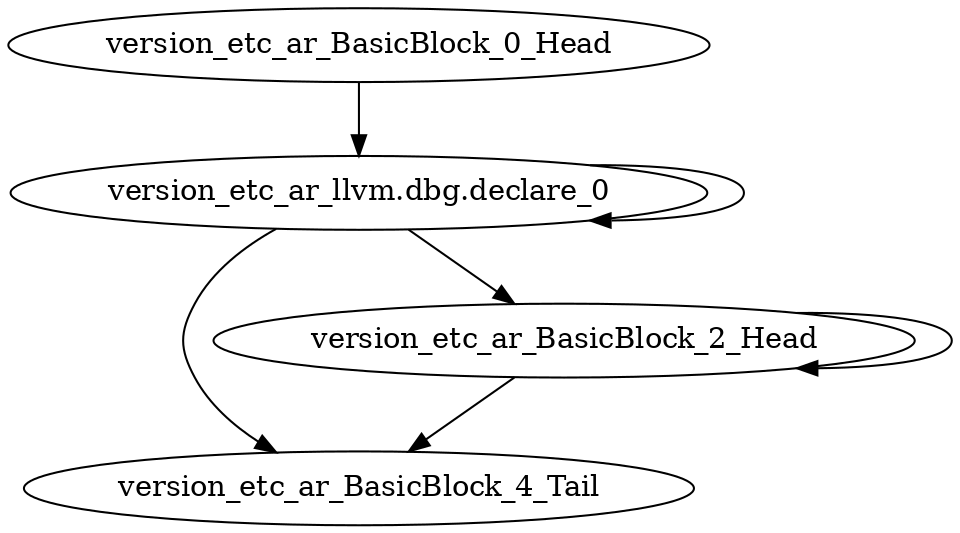 version_etc_ar_BasicBlock_0_Head
version_etc_ar_llvm.dbg.declare_0
version_etc_ar_BasicBlock_2_Head
version_etc_ar_BasicBlock_4_Tail